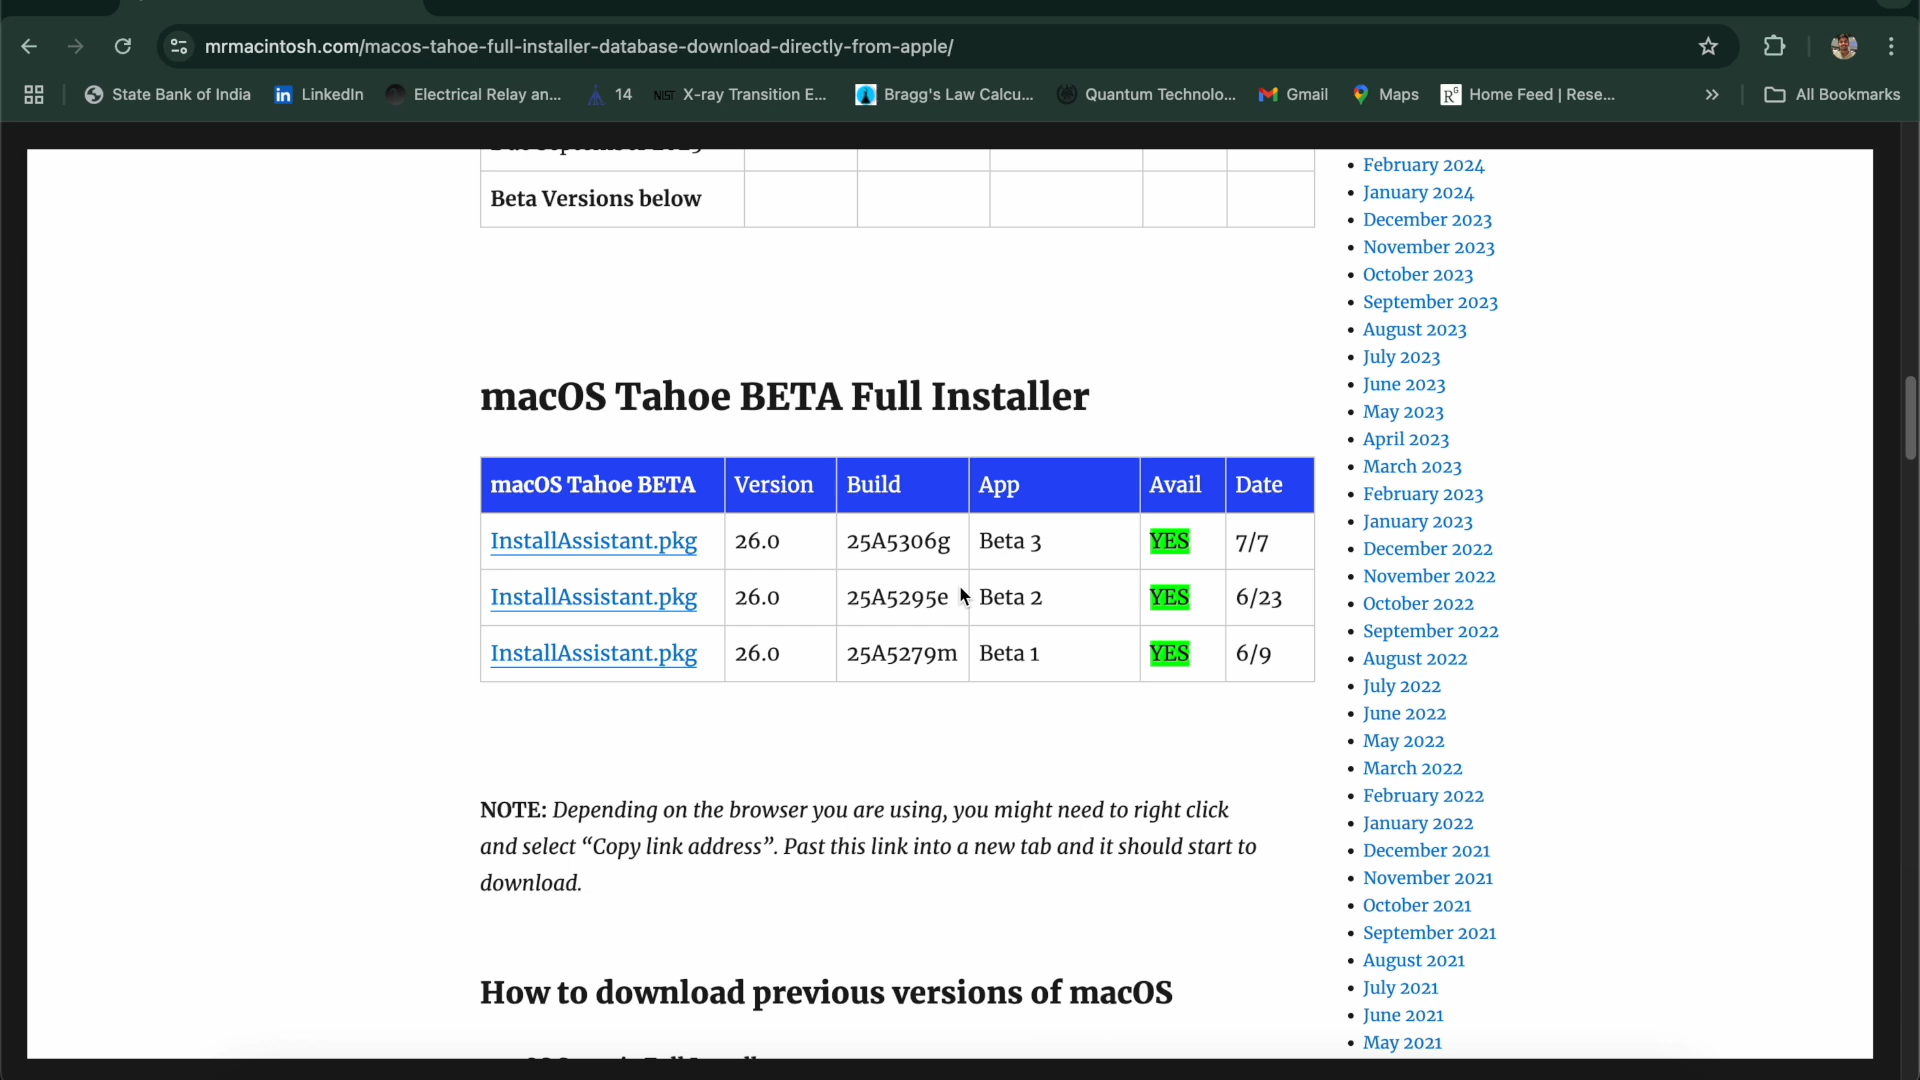 mrmacintosh.com/macos-tahoe-full-installer-database-download-directly-from-apple/
State Bank of India
in LinkedIn
Electrical Relay an...
14
NIST X-ray Transition E...
Bragg's Law Calcu...
Quantum Technolo...
Gmail
Maps
RG Home Feed | Rese...
All Bookmarks
Beta Versions below
macOS Tahoe BETA Full Installer
macOS Tahoe BETA Version Build App Avail Date
InstallAssistant.pkg 26.0 25A5306g Beta 3 YES 7/7
InstallAssistant.pkg 26.0 25A5295e Beta 2 YES 6/23
InstallAssistant.pkg 26.0 25A5279m Beta 1 YES 6/9
NOTE: Depending on the browser you are using, you might need to right click
and select “Copy link address”. Past this link into a new tab and it should start to
download.
How to download previous versions of macOS
February 2024
January 2024
December 2023
November 2023
October 2023
September 2023
August 2023
July 2023
June 2023
May 2023
April 2023
March 2023
February 2023
January 2023
December 2022
November 2022
October 2022
September 2022
August 2022
July 2022
June 2022
May 2022
March 2022
February 2022
January 2022
December 2021
November 2021
October 2021
September 2021
August 2021
July 2021
June 2021
May 2021